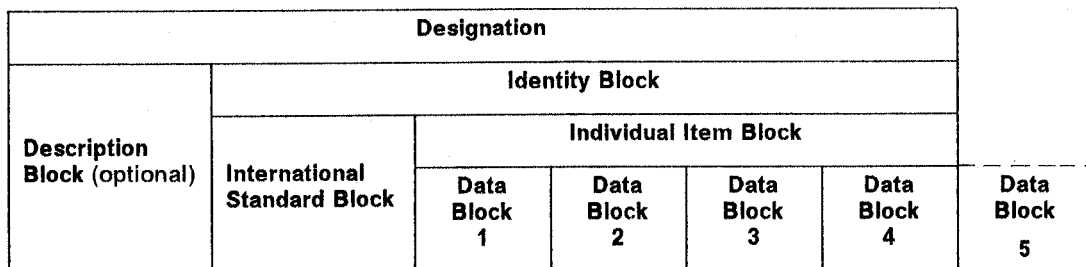 Designation
Identity Block
Individual Item Block
Description
Block (optional)
International
Standard Block
Data
Block
1
Data
Block
2
Data
Block
3
Data
Block
4
Data
Block
5